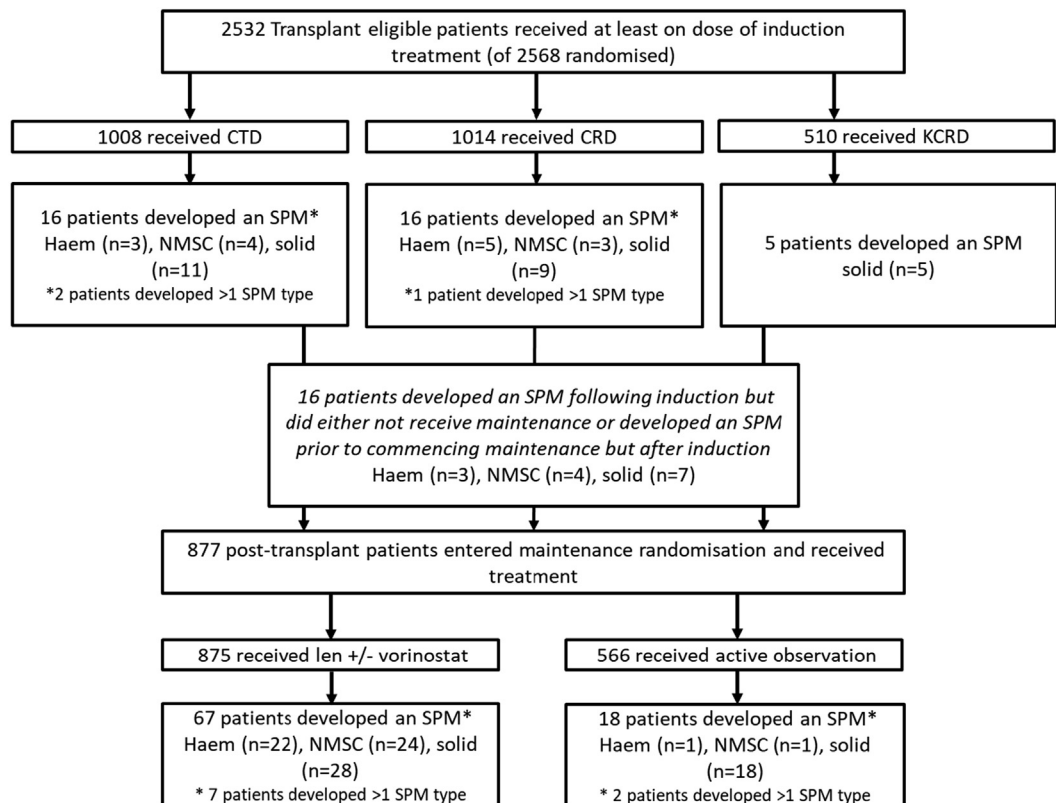 2532 Transplant eligible patients received at least on dose of induction
treatment (of 2568 randomised)
1008 received CTD
1014 received CRD
510 received KCRD
16 patients developed an SPM*
Haem (n=3), NMSC (n=4), solid
(n=11)
*2 patients developed >1 SPM type
16 patients developed an SPM*
Haem (n=5), NMSC (n=3), solid
(n=9)
*1 patient developed >1 SPM type
5 patients developed an SPM
solid (n=5)
16 patients developed an SPM following induction but
did either not receive maintenance or developed an SPM
prior to commencing maintenance but after induction
Haem (n=3), NMSC (n=4), solid (n=7)
877 post-transplant patients entered maintenance randomisation and received
treatment
875 received len +/- vorinostat
566 received active observation
67 patients developed an SPM*
Haem (n=22), NMSC (n=24), solid
(n=28)
* 7 patients developed >1 SPM type
18 patients developed an SPM*
Haem (n=1), NMSC (n=1), solid
(n=18)
* 2 patients developed >1 SPM type